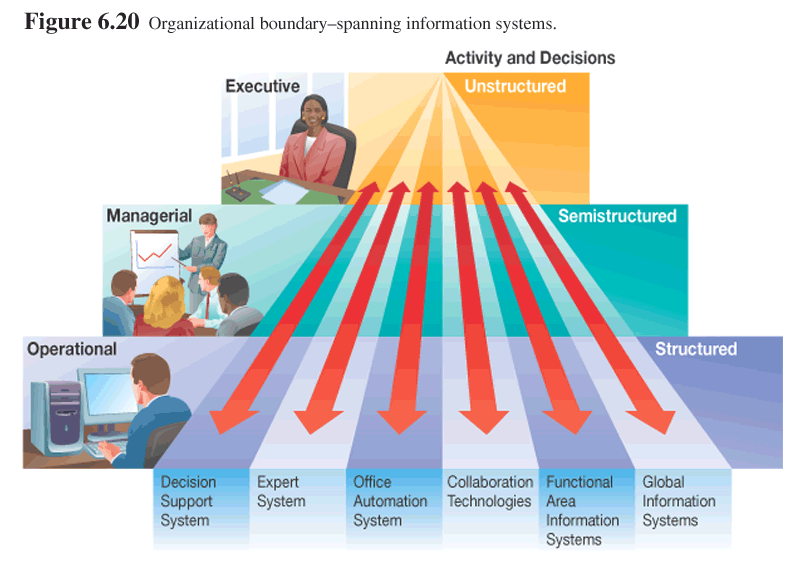 Figure 6.20 Organizational boundary–spanning information systems.
Activity and Decisions
Executive
Unstructured
Managerial
Semistructured
Operational
Structured
Decision
Support
System
Expert
System
Office
Automation
System
Collaboration
Technologies
Functional
Area
Information
Systems
Global
Information
Systems